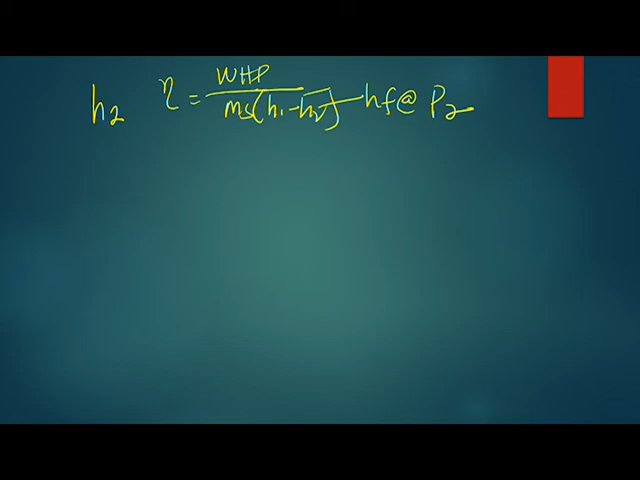 h₂ η = WHP / ms(h₁-h₂) hf@ P₂